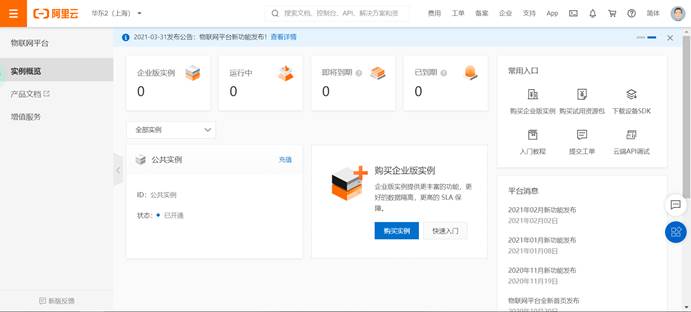 阿里云
华东2（上海）
搜索文档、控制台、API、解决方案和资
费用
工单
备案
企业
支持
App
简体
物联网平台
实例概览
产品文档
增值服务
新版反馈
2021-03-31发布公告：物联网平台新功能发布！查看详情
企业版实例
0
运行中
0
即将到期
0
已到期
0
全部实例
公共实例
充值
ID：公共实例
状态：已开通
购买企业版实例
企业版实例提供更丰富的功能，更
好的数据隔离，更高的 SLA 保
障。
购买实例
快速入门
常用入口
购买企业版实例
购买试用资源包
下载设备SDK
入门教程
提交工单
云端API调试
平台消息
2021年02月新功能发布
2021年02月02日
2021年01月新功能发布
2021年01月08日
2020年11月新功能发布
2020年11月19日
物联网平台全新首页发布